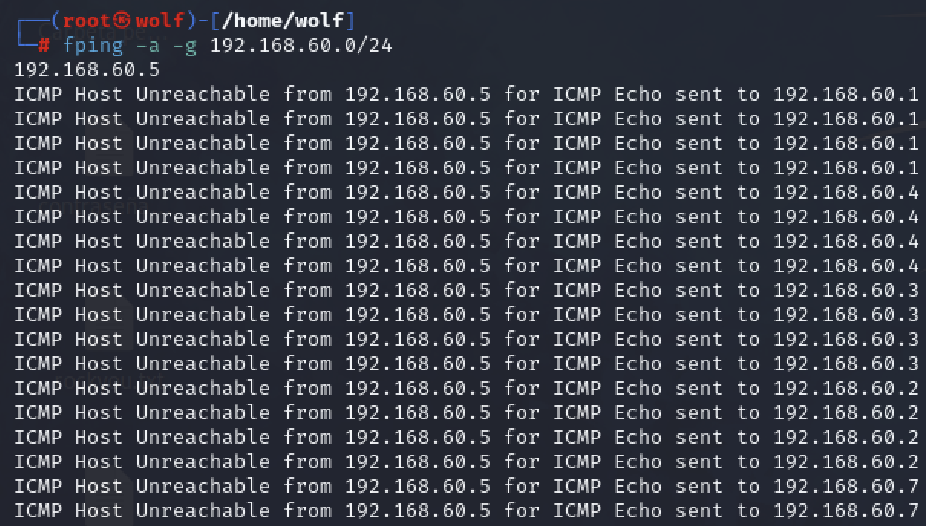 ┌──(root㉿wolf)-[/home/wolf]
└─# fping -a -g 192.168.60.0/24
192.168.60.5
ICMP Host Unreachable from 192.168.60.5 for ICMP Echo sent to 192.168.60.1
ICMP Host Unreachable from 192.168.60.5 for ICMP Echo sent to 192.168.60.1
ICMP Host Unreachable from 192.168.60.5 for ICMP Echo sent to 192.168.60.1
ICMP Host Unreachable from 192.168.60.5 for ICMP Echo sent to 192.168.60.1
ICMP Host Unreachable from 192.168.60.5 for ICMP Echo sent to 192.168.60.4
ICMP Host Unreachable from 192.168.60.5 for ICMP Echo sent to 192.168.60.4
ICMP Host Unreachable from 192.168.60.5 for ICMP Echo sent to 192.168.60.4
ICMP Host Unreachable from 192.168.60.5 for ICMP Echo sent to 192.168.60.4
ICMP Host Unreachable from 192.168.60.5 for ICMP Echo sent to 192.168.60.3
ICMP Host Unreachable from 192.168.60.5 for ICMP Echo sent to 192.168.60.3
ICMP Host Unreachable from 192.168.60.5 for ICMP Echo sent to 192.168.60.3
ICMP Host Unreachable from 192.168.60.5 for ICMP Echo sent to 192.168.60.3
ICMP Host Unreachable from 192.168.60.5 for ICMP Echo sent to 192.168.60.2
ICMP Host Unreachable from 192.168.60.5 for ICMP Echo sent to 192.168.60.2
ICMP Host Unreachable from 192.168.60.5 for ICMP Echo sent to 192.168.60.2
ICMP Host Unreachable from 192.168.60.5 for ICMP Echo sent to 192.168.60.2
ICMP Host Unreachable from 192.168.60.5 for ICMP Echo sent to 192.168.60.7
ICMP Host Unreachable from 192.168.60.5 for ICMP Echo sent to 192.168.60.7